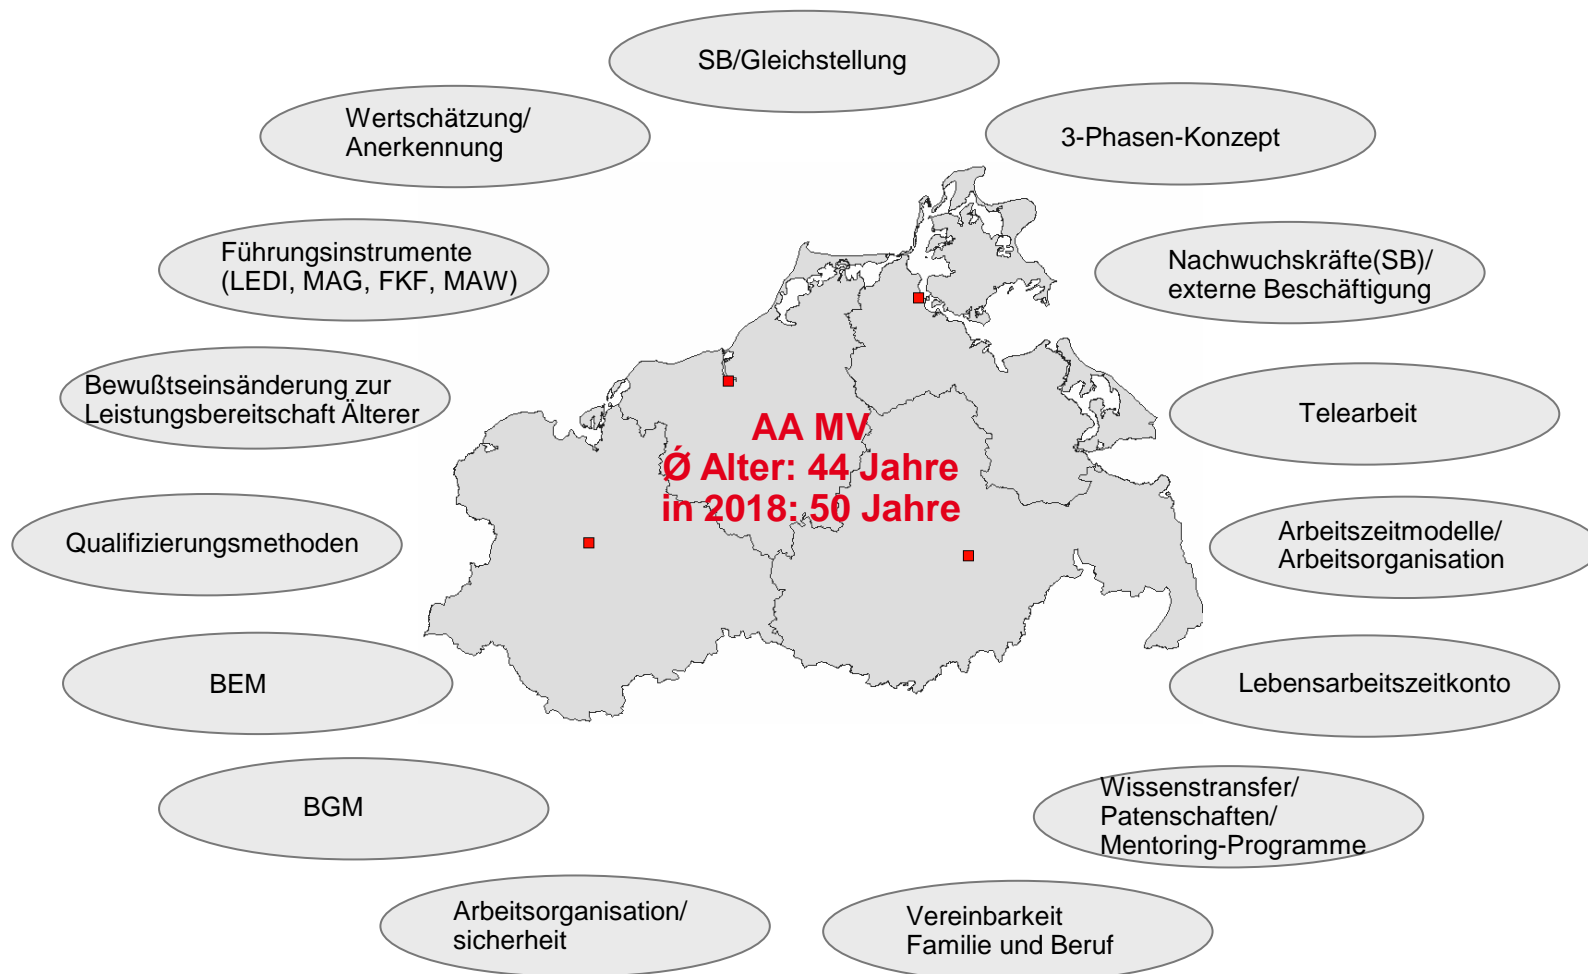 SB/Gleichstellung
Wertschätzung/
Anerkennung
3-Phasen-Konzept
Führungsinstrumente
(LEDI, MAG, FKF, MAW)
Nachwuchskräfte(SB)/
externe Beschäftigung
Bewußtseinsänderung zur
Leistungsbereitschaft Älterer
Telearbeit
AA MV
Ǿ Alter: 44 Jahre
in 2018: 50 Jahre
Qualifizierungsmethoden
Arbeitszeitmodelle/
Arbeitsorganisation
BEM
Lebensarbeitszeitkonto
BGM
Wissenstransfer/
Patenschaften/
Mentoring-Programme
Arbeitsorganisation/
sicherheit
Vereinbarkeit
Familie und Beruf